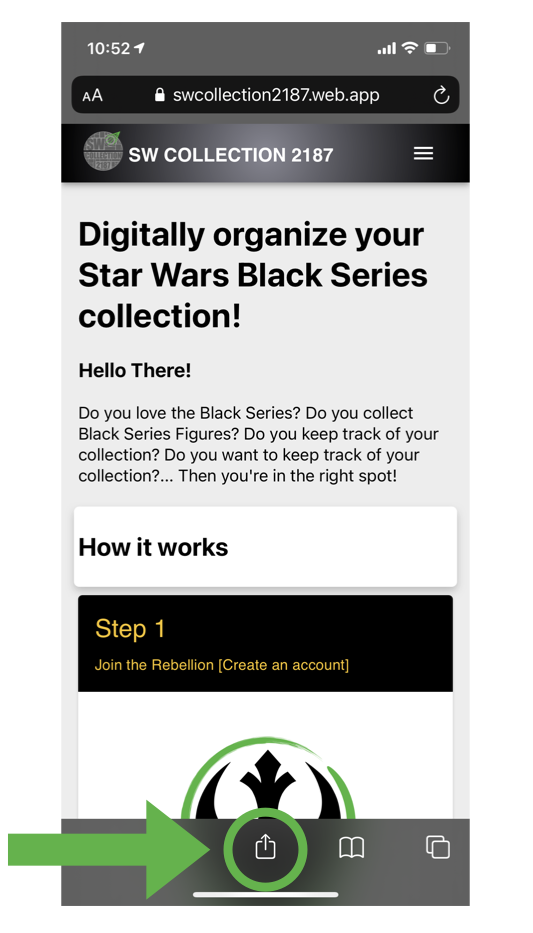 10:52
AA swcollection2187.web.app
SW COLLECTION 2187
Digitally organize your
Star Wars Black Series
collection!
Hello There!
Do you love the Black Series? Do you collect
Black Series Figures? Do you keep track of your
collection? Do you want to keep track of your
collection?... Then you're in the right spot!
How it works
Step 1
Join the Rebellion [Create an account]